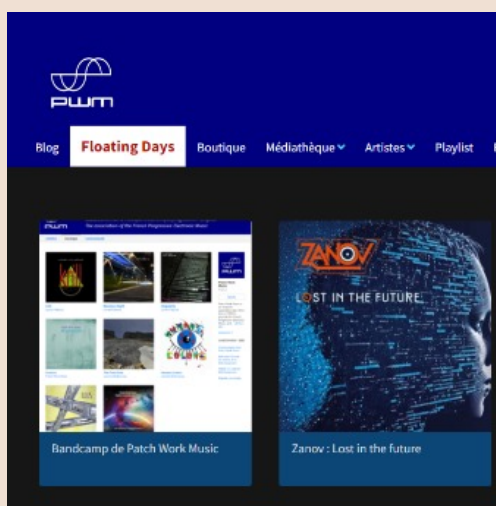 PWM
Blog
Floating Days
Boutique
Médiathèque
Artistes
Playlist
PWM
ZANOV
LOST IN THE FUTURE
Bandcamp de Patch Work Music
Zanov : Lost in the future